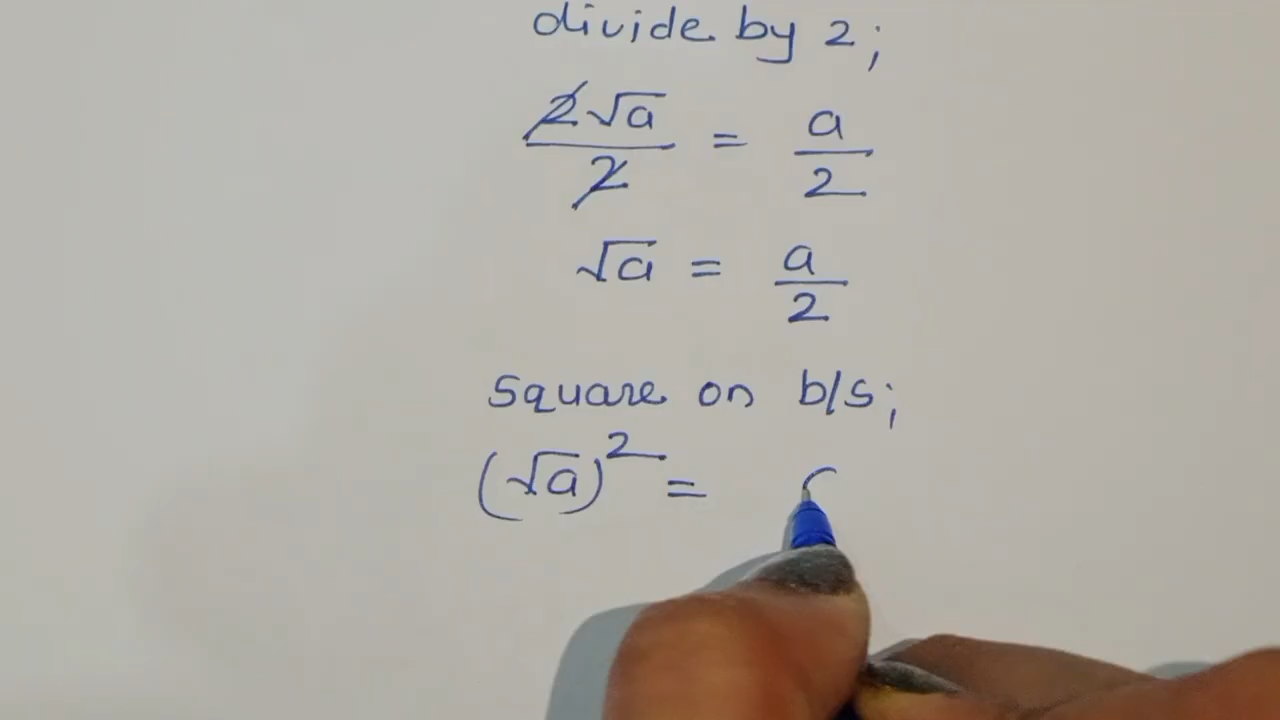 divide by 2;
2√a/2 = a/2
√a = a/2
square on b/s;
(√a)² =